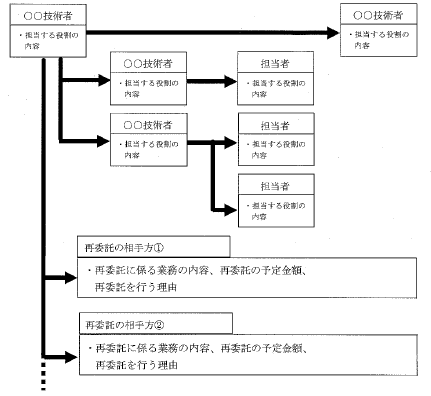 〇〇技術者
・担当する役割の
内容
〇〇技術者
・担当する役割の
内容
〇〇技術者
・担当する役割の
内容
担当者
・担当する役割の
内容
〇〇技術者
・担当する役割の
内容
担当者
・担当する役割の
内容
担当者
・担当する役割の
内容
再委託の相手方①
・再委託に係る業務の内容、再委託の予定金額、
再委託を行う理由
再委託の相手方②
・再委託に係る業務の内容、再委託の予定金額、
再委託を行う理由